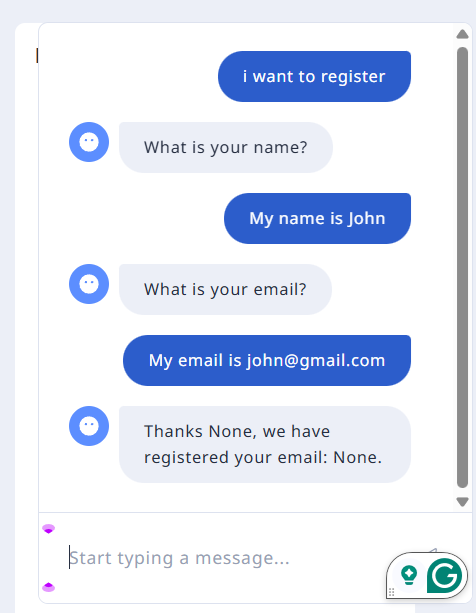 i want to register
What is your name?
My name is John
What is your email?
My email is john@gmail.com
Thanks None, we have
registered your email: None.
Start typing a message...